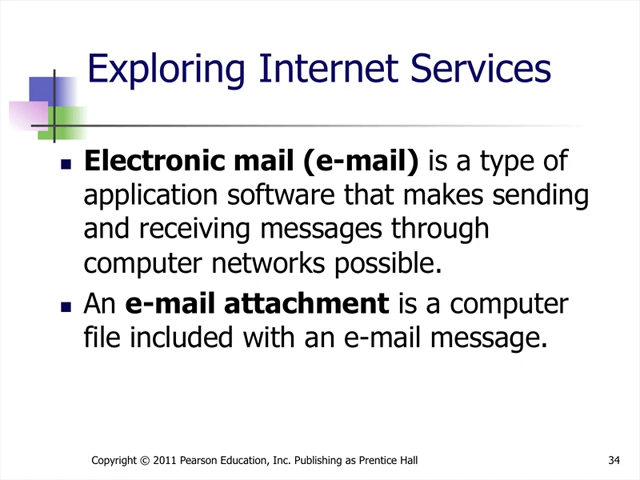 Exploring Internet Services
Electronic mail (e-mail) is a type of
application software that makes sending
and receiving messages through
computer networks possible.
An e-mail attachment is a computer
file included with an e-mail message.
Copyright © 2011 Pearson Education, Inc. Publishing as Prentice Hall
34